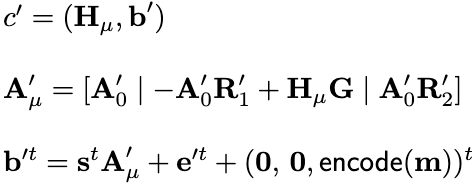 c′ = (H_μ, b′)
A′_μ = [A′_0 | −A′_0R′_1 + H_μG | A′_0R′_2]
b′^t = s^tA′_μ + e′^t + (0, 0, encode(m))^t